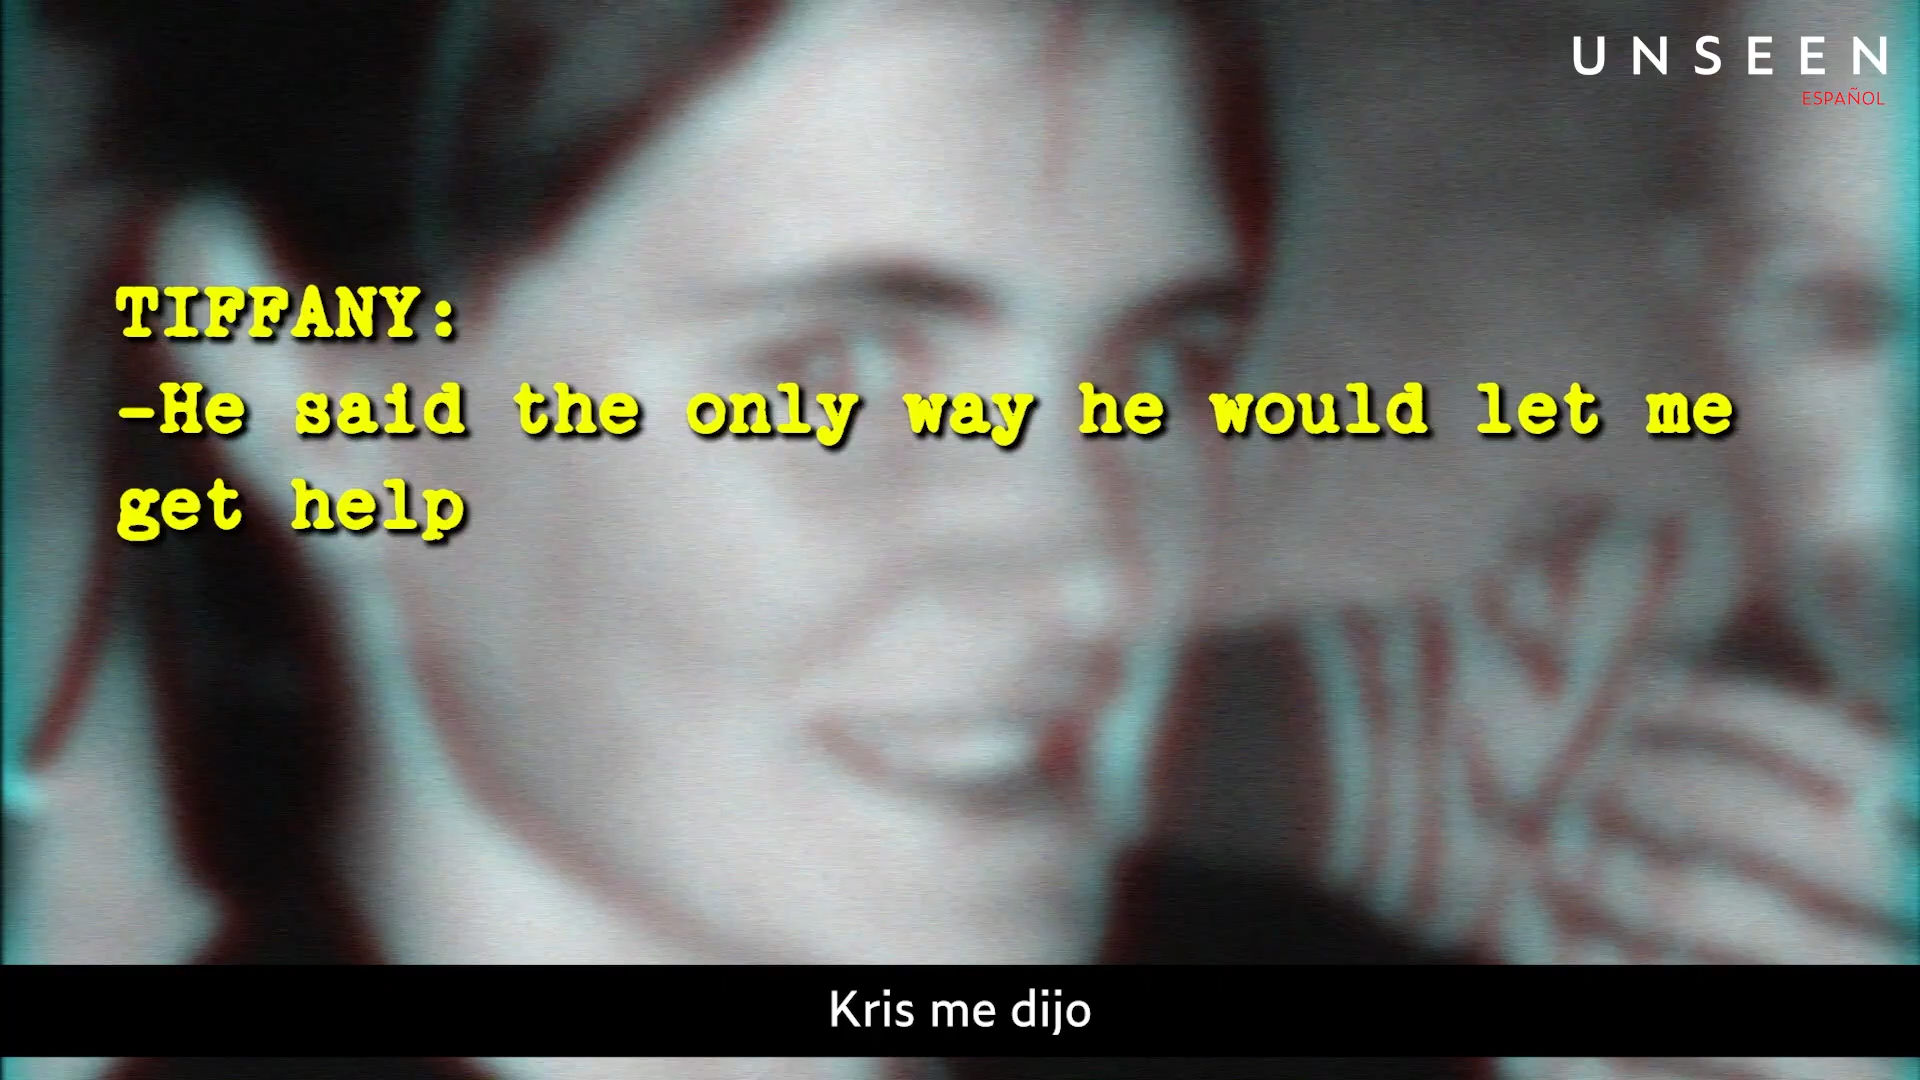 UNSEEN
ESPAÑOL
TIFFANY:
-He said the only way he would let me
get help
Kris me dijo